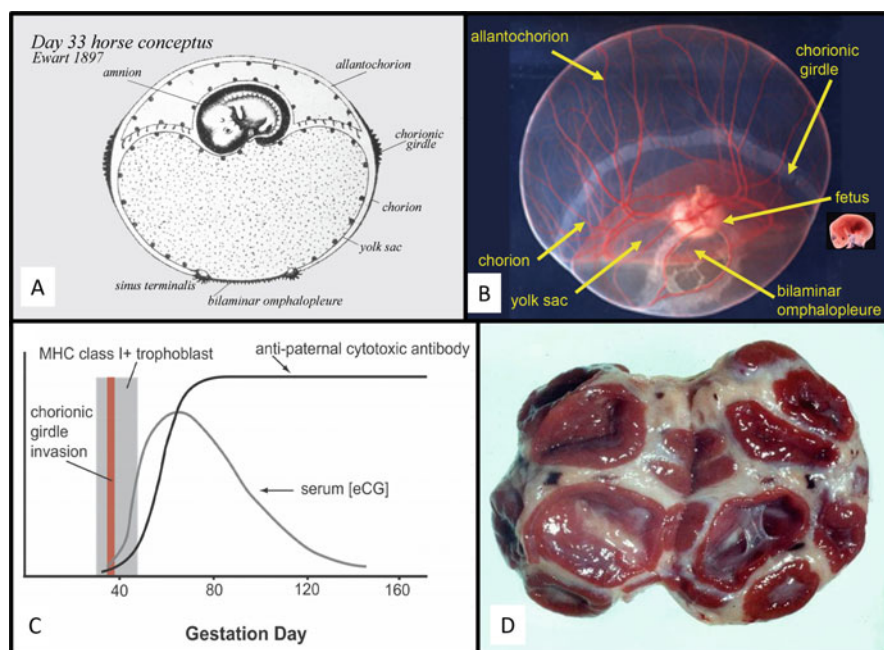 Day 33 horse conceptus
Ewart 1897
amnion
allantochorion
chorionic
girdle
chorion
yolk sac
sinus terminalis
bilaminar omphalopleure
A
allantochorion
chorionic
girdle
fetus
chorion
yolk sac
bilaminar
omphalopleure
B
MHC class I+ trophoblast
anti-paternal cytotoxic antibody
chorionic
girdle
invasion
serum [eCG]
40
80
120
160
Gestation Day
C
D